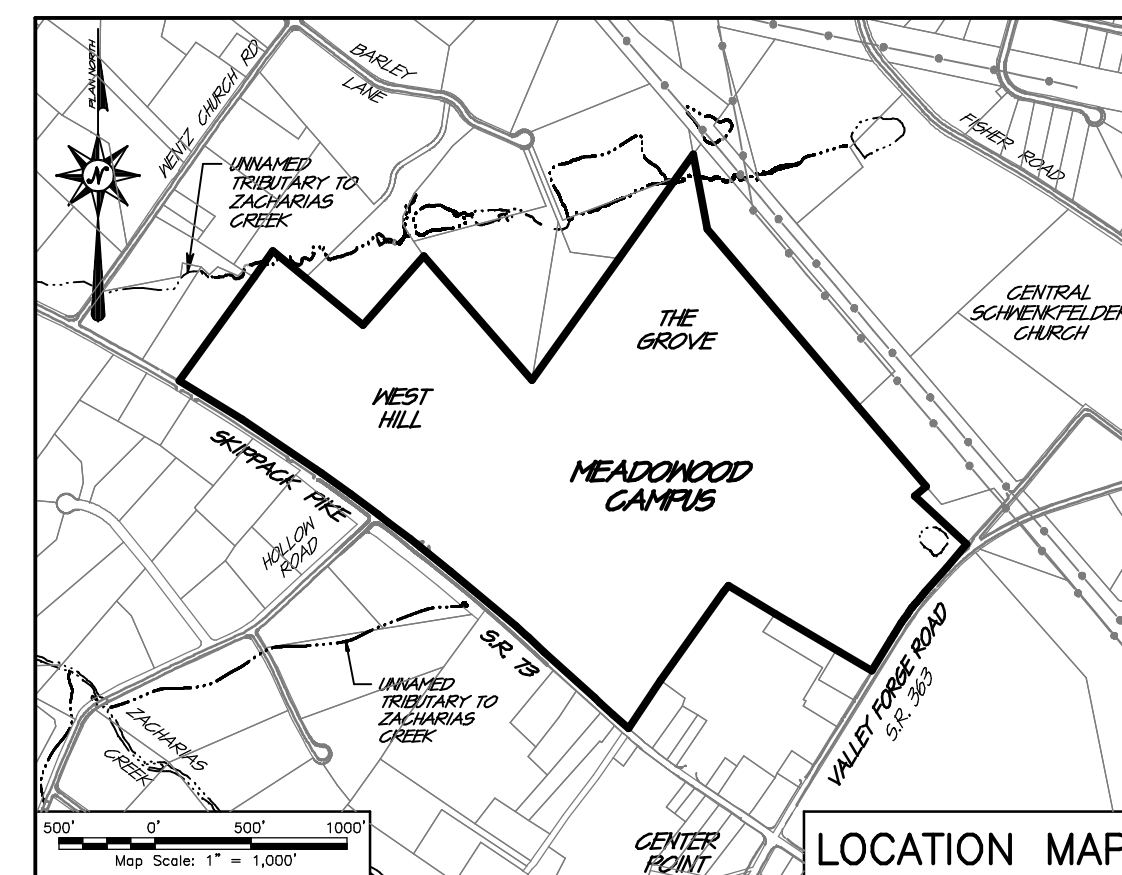 PLAN NORTH
N
WENTZ CHURCH RD
BARLEY
LANE
FISHER ROAD
UNNAMED
TRIBUTARY TO
ZACHARIAS
CREEK
CENTRAL
SCHWENKFELDER
CHURCH
THE
GROVE
WEST
HILL
MEADOWOOD
CAMPUS
SKIPPACK PIKE
HOLLOW
ROAD
S.R. 73
UNNAMED
TRIBUTARY TO
ZACHARIAS
CREEK
VALLEY FORGE ROAD
S.R. 363
ZACHARIAS
CREEK
CENTER
POINT
500' 0' 500' 1000'
Map Scale: 1" = 1,000'
LOCATION MAP